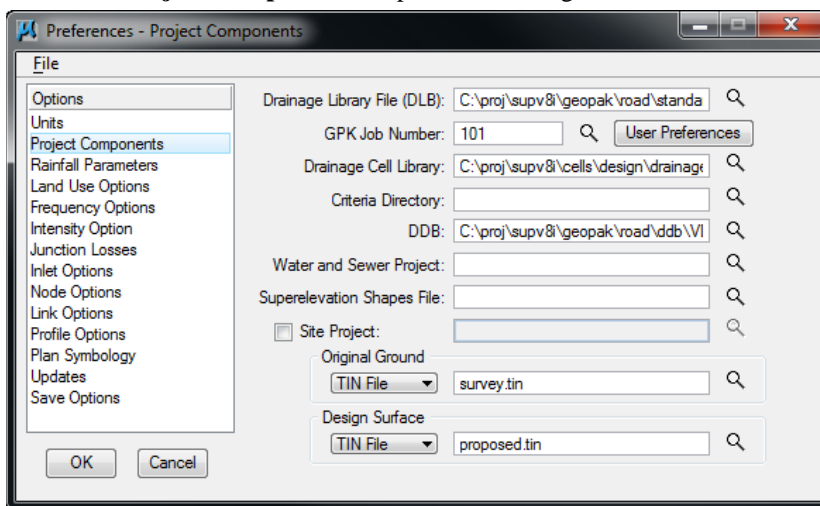 Preferences - Project Components
File
Options
Units
Project Components
Rainfall Parameters
Land Use Options
Frequency Options
Intensity Option
Junction Losses
Inlet Options
Node Options
Link Options
Profile Options
Plan Symbology
Updates
Save Options
OK Cancel
Drainage Library File (DLB): C:\proj\supv8i\geopak\road\standa
GPK Job Number: 101 User Preferences
Drainage Cell Library: C:\proj\supv8i\cells\design\drainage
Criteria Directory:
DDB: C:\proj\supv8i\geopak\road\ddb\VI
Water and Sewer Project:
Superelevation Shapes File:
Site Project:
Original Ground
TIN File survey.tin
Design Surface
TIN File proposed.tin